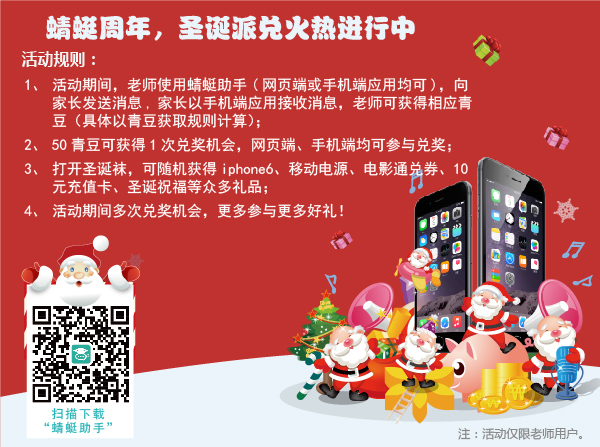 蜻蜓周年，圣诞派兑火热进行中
活动规则：
1、 活动期间，老师使用蜻蜓助手（网页端或手机端应用均可），向
家长发送消息，家长以手机端应用接收消息，老师可获得相应青
豆（具体以青豆获取规则计算）；
2、 50 青豆可获得 1 次兑奖机会，网页端、手机端均可参与兑奖；
3、 打开圣诞袜，可随机获得 iphone6、移动电源、电影通兑券、10
元充值卡、圣诞祝福等众多礼品；
4、 活动期间多次兑奖机会，更多参与更多好礼！
扫描下载
“蜻蜓助手”
注：活动仅限老师用户。